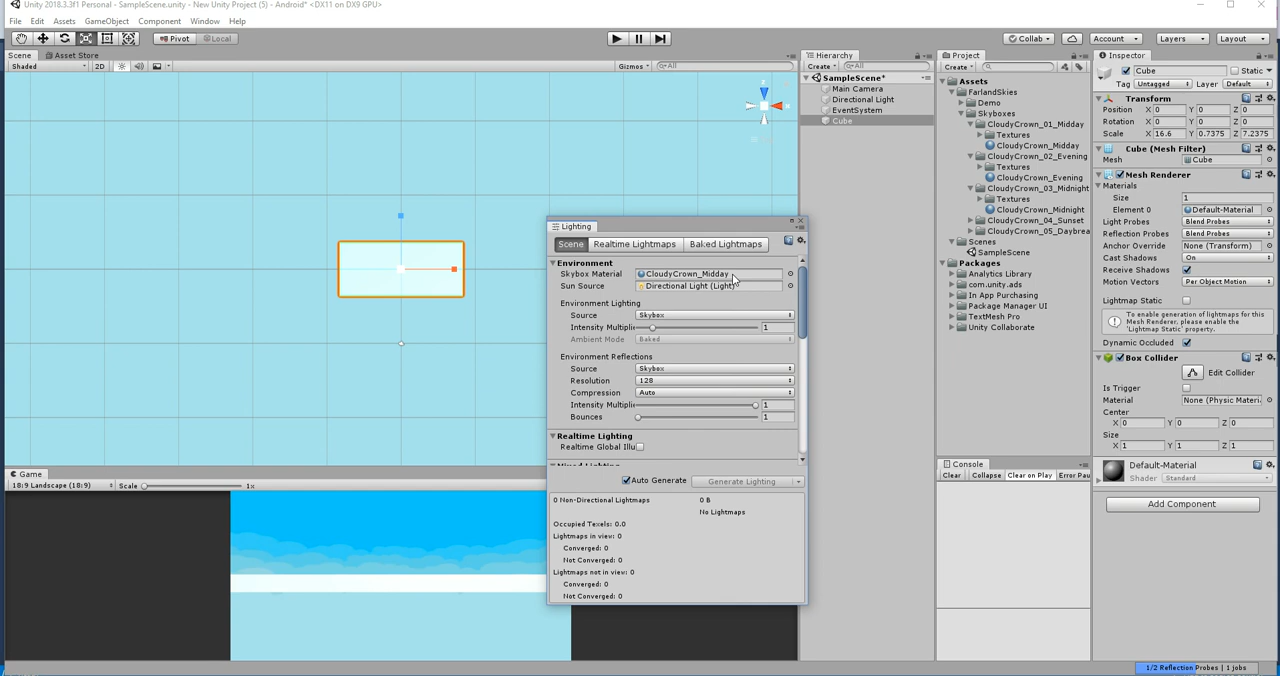 Unity 2018.3.3f1 Personal - SampleScene.unity - New Unity Project (5) - Android* <DX11 on DX9 GPU>
File Edit Assets GameObject Component Window Help
Pivot Local Collab Account Layers Layout
Scene Asset Store
Shaded 2D Gizmos All
Hierarchy
Create All
SampleScene*
Main Camera
Directional Light
EventSystem
Cube
Project
Create
Assets
FarlandSkies
Demo
Skyboxes
CloudyCrown_01_Midday
Textures
CloudyCrown_Midday
CloudyCrown_02_Evening
Textures
CloudyCrown_Evening
CloudyCrown_03_Midnight
Textures
CloudyCrown_Midnight
CloudyCrown_04_Sunset
CloudyCrown_05_Daybrea
Scenes
SampleScene
Packages
Analytics Library
com.unity.ads
In App Purchasing
Package Manager UI
TextMesh Pro
Unity Collaborate
Console
Clear Collapse Clear on Play Error Pau
Inspector
Cube Static
Tag Untagged Layer Default
Transform
Position X 0 Y 0 Z 0
Rotation X 0 Y 0 Z 0
Scale X 16.6 Y 0.7375 Z 7.2375
Cube (Mesh Filter)
Mesh Cube
Mesh Renderer
Materials
Size 1
Element 0 Default-Material
Light Probes Blend Probes
Reflection Probes Blend Probes
Anchor Override None (Transform)
Cast Shadows On
Receive Shadows
Motion Vectors Per Object Motion
Lightmap Static
To enable generation of lightmaps for this
Mesh Renderer, please enable the
'Lightmap Static' property.
Dynamic Occluded
Box Collider
Edit Collider
Is Trigger
Material None (Physic Materi
Center
X 0 Y 0 Z 0
Size
X 1 Y 1 Z 1
Default-Material
Shader Standard
Add Component
Lighting
Scene Realtime Lightmaps Baked Lightmaps
Environment
Skybox Material CloudyCrown_Midday
Sun Source Directional Light (Light)
Environment Lighting
Source Skybox
Intensity Multipli 1
Ambient Mode Baked
Environment Reflections
Source Skybox
Resolution 128
Compression Auto
Intensity Multipli 1
Bounces 1
Realtime Lighting
Realtime Global Illu
Auto Generate Generate Lighting
0 Non-Directional Lightmaps 0 B
No Lightmaps
Occupied Texels: 0.0
Lightmaps in view: 0
Converged: 0
Not Converged: 0
Lightmaps not in view: 0
Converged: 0
Not Converged: 0
Game
18:9 Landscape (18:9) Scale 1x
1/2 Reflection Probes | 1 jobs